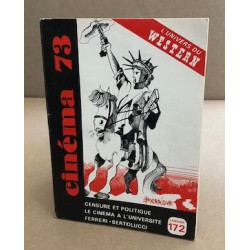 L'UNIVERS DU
WESTERN
cinéma 73
CENSURE ET POLITIQUE
LE CINEMA A L'UNIVERSITE
FERRERI - BERTOLUCCI
172